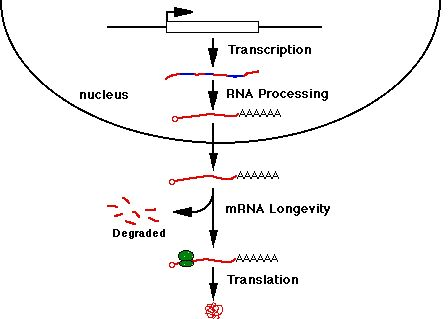 Transcription
nucleus
RNA Processing
AAAAAA
AAAAAA
mRNA Longevity
Degraded
AAAAAA
Translation